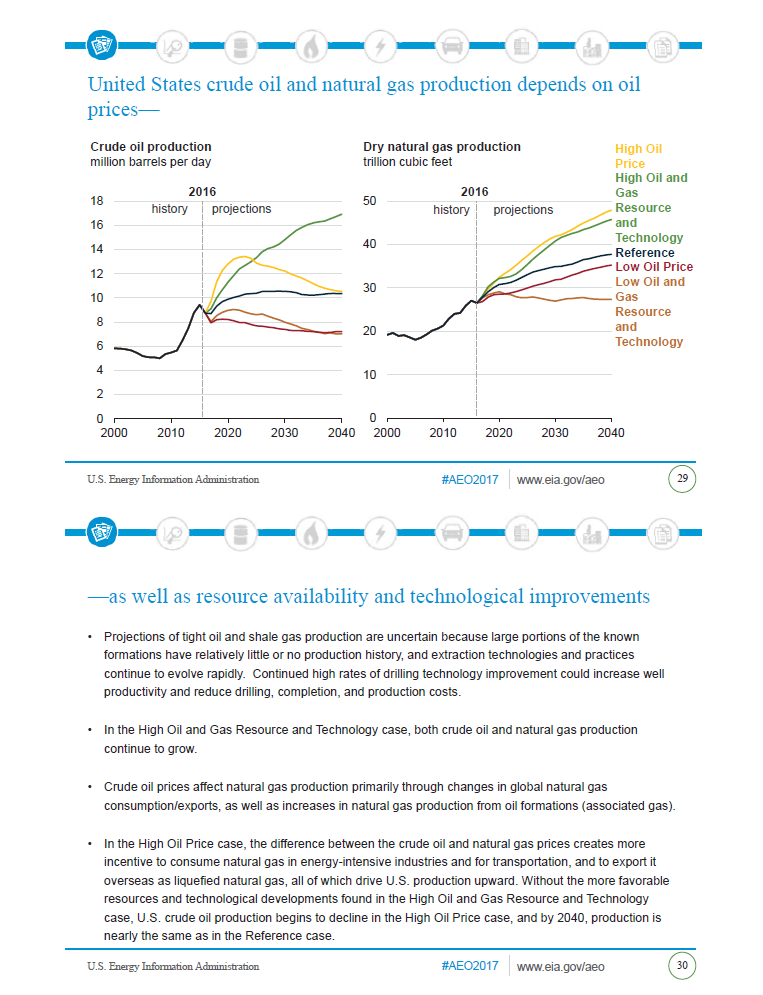 United States crude oil and natural gas production depends on oil
prices—
Crude oil production
million barrels per day
Dry natural gas production
trillion cubic feet
High Oil
Price
High Oil and
Gas
Resource
and
Technology
Reference
Low Oil Price
Low Oil and
Gas
Resource
and
Technology
2016
history
projections
18
16
14
12
10
8
6
4
2
0
2000
2010
2020
2030
2040
2016
history
projections
50
40
30
20
10
0
2000
2010
2020
2030
2040
U.S. Energy Information Administration
#AEO2017
www.eia.gov/aeo
29
—as well as resource availability and technological improvements
• Projections of tight oil and shale gas production are uncertain because large portions of the known
formations have relatively little or no production history, and extraction technologies and practices
continue to evolve rapidly. Continued high rates of drilling technology improvement could increase well
productivity and reduce drilling, completion, and production costs.
• In the High Oil and Gas Resource and Technology case, both crude oil and natural gas production
continue to grow.
• Crude oil prices affect natural gas production primarily through changes in global natural gas
consumption/exports, as well as increases in natural gas production from oil formations (associated gas).
• In the High Oil Price case, the difference between the crude oil and natural gas prices creates more
incentive to consume natural gas in energy-intensive industries and for transportation, and to export it
overseas as liquefied natural gas, all of which drive U.S. production upward. Without the more favorable
resources and technological developments found in the High Oil and Gas Resource and Technology
case, U.S. crude oil production begins to decline in the High Oil Price case, and by 2040, production is
nearly the same as in the Reference case.
U.S. Energy Information Administration
#AEO2017
www.eia.gov/aeo
30